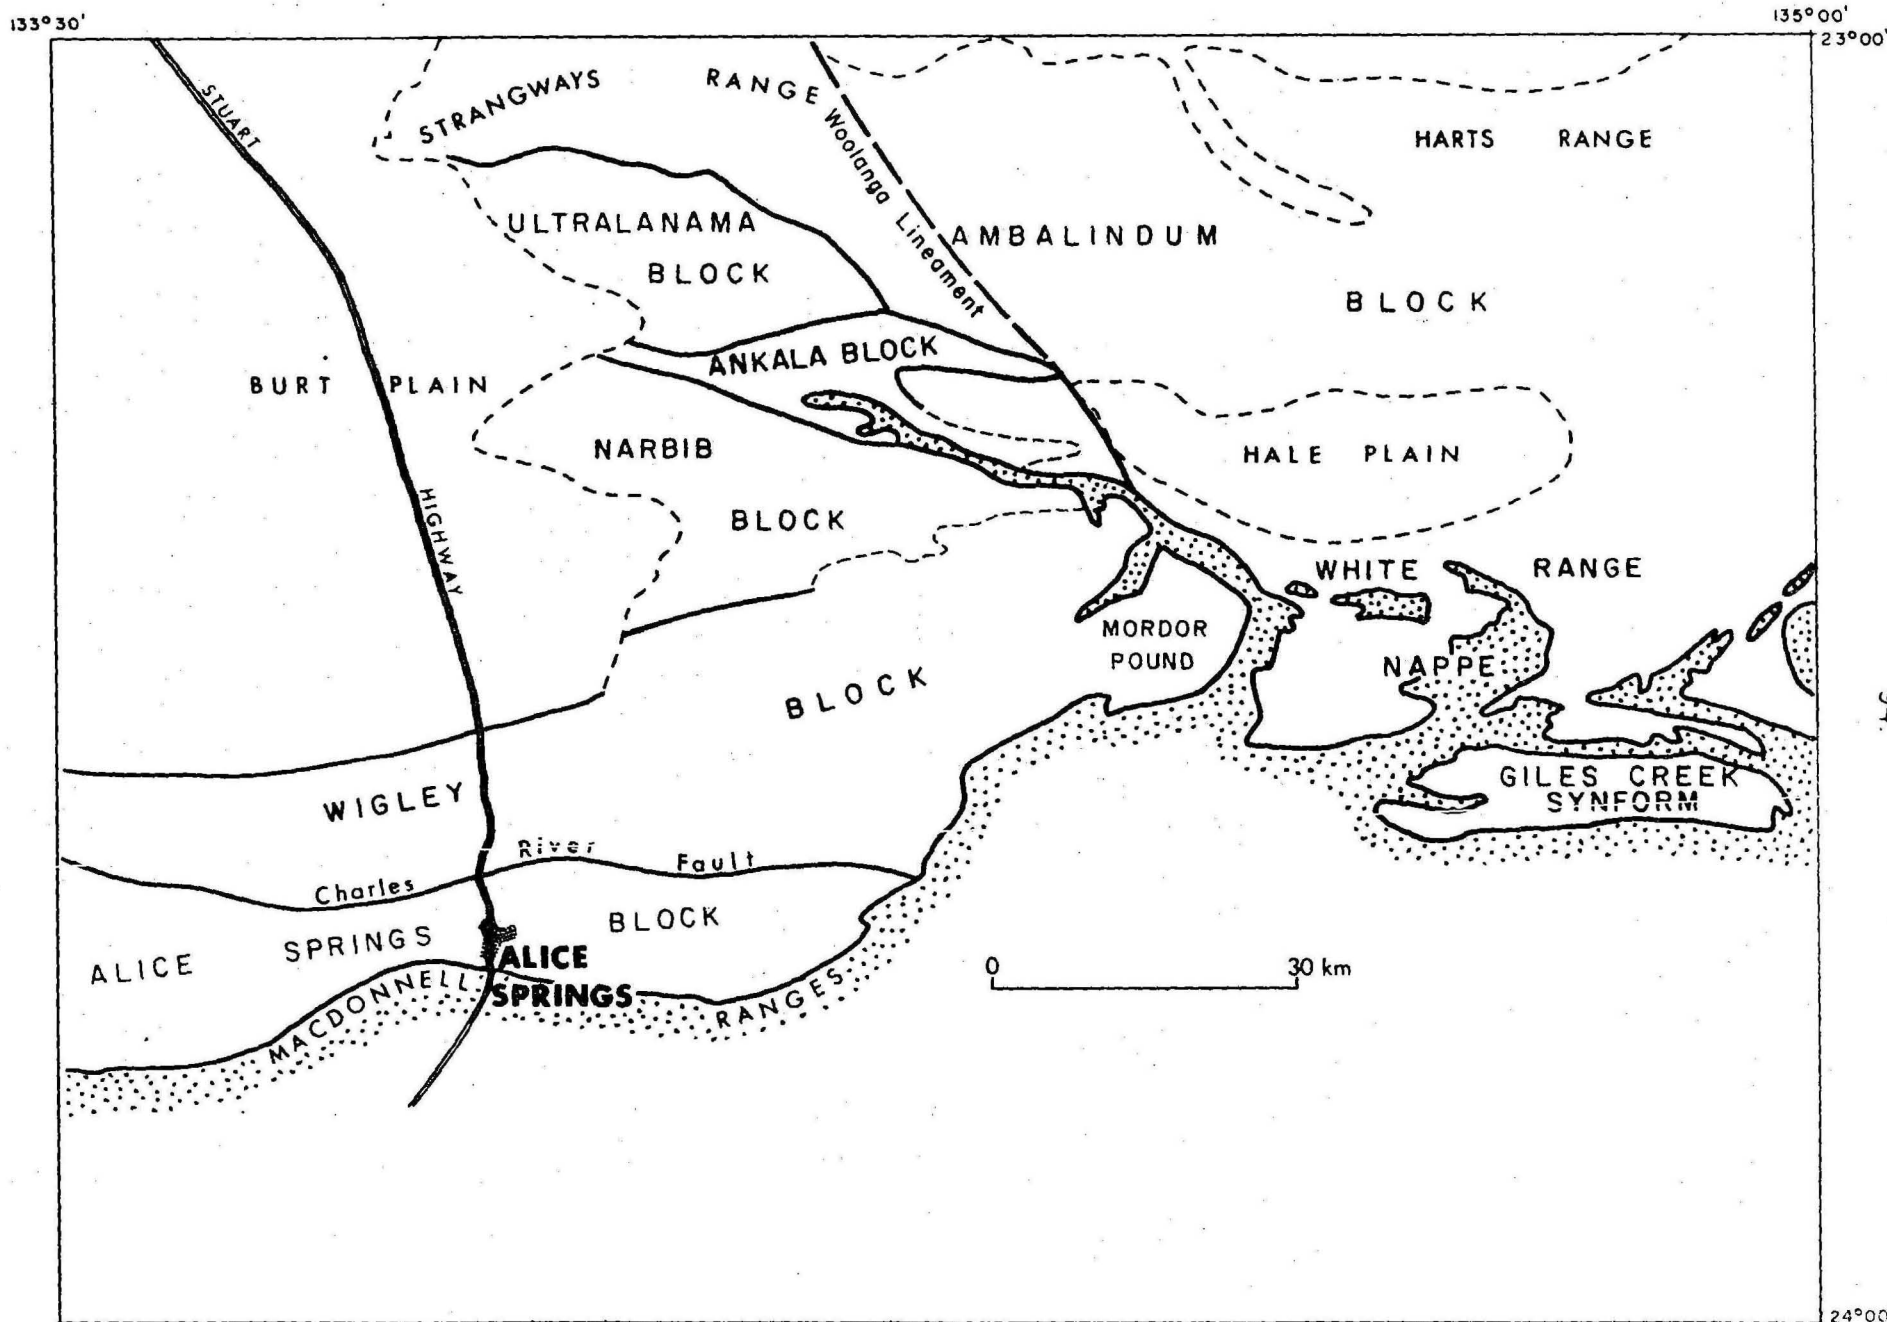 133°30'
135°00'
23°00'
STRANGWAYS RANGE
STUART
HIGHWAY
Woolanga Lineament
HARTS RANGE
ULTRALANAMA
BLOCK
AMBALINDUM
BLOCK
ANKALA BLOCK
BURT PLAIN
NARBIB
BLOCK
HALE PLAIN
WHITE RANGE
NAPPE
MORDOR
POUND
WIGLEY BLOCK
GILES CREEK
SYNFORM
Charles River Fault
ALICE SPRINGS BLOCK
ALICE
SPRINGS
MACDONNELL RANGES
0 30 km
24°00